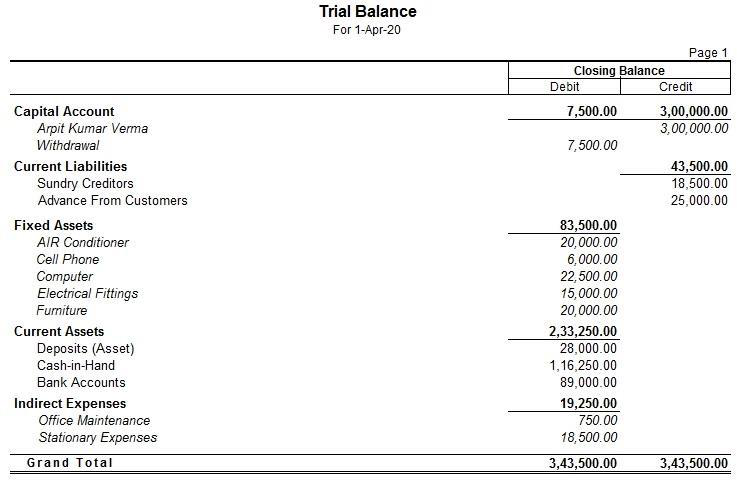 Trial Balance
For 1-Apr-20
Page 1
Closing Balance
Debit Credit
Capital Account 7,500.00 3,00,000.00
Arpit Kumar Verma 3,00,000.00
Withdrawal 7,500.00
Current Liabilities 43,500.00
Sundry Creditors 18,500.00
Advance From Customers 25,000.00
Fixed Assets 83,500.00
AIR Conditioner 20,000.00
Cell Phone 6,000.00
Computer 22,500.00
Electrical Fittings 15,000.00
Furniture 20,000.00
Current Assets 2,33,250.00
Deposits (Asset) 28,000.00
Cash-in-Hand 1,16,250.00
Bank Accounts 89,000.00
Indirect Expenses 19,250.00
Office Maintenance 750.00
Stationary Expenses 18,500.00
Grand Total 3,43,500.00 3,43,500.00